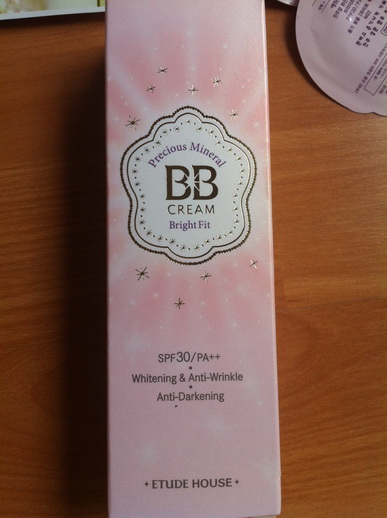 Precious Mineral
BB
CREAM
Bright Fit
SPF30/PA++
Whitening & Anti-Wrinkle
Anti-Darkening
ETUDE HOUSE